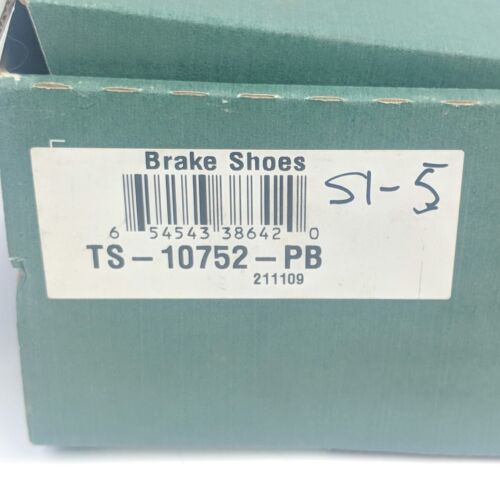 Brake Shoes
51-5
6 54543 38642 0
TS-10752-PB
211109